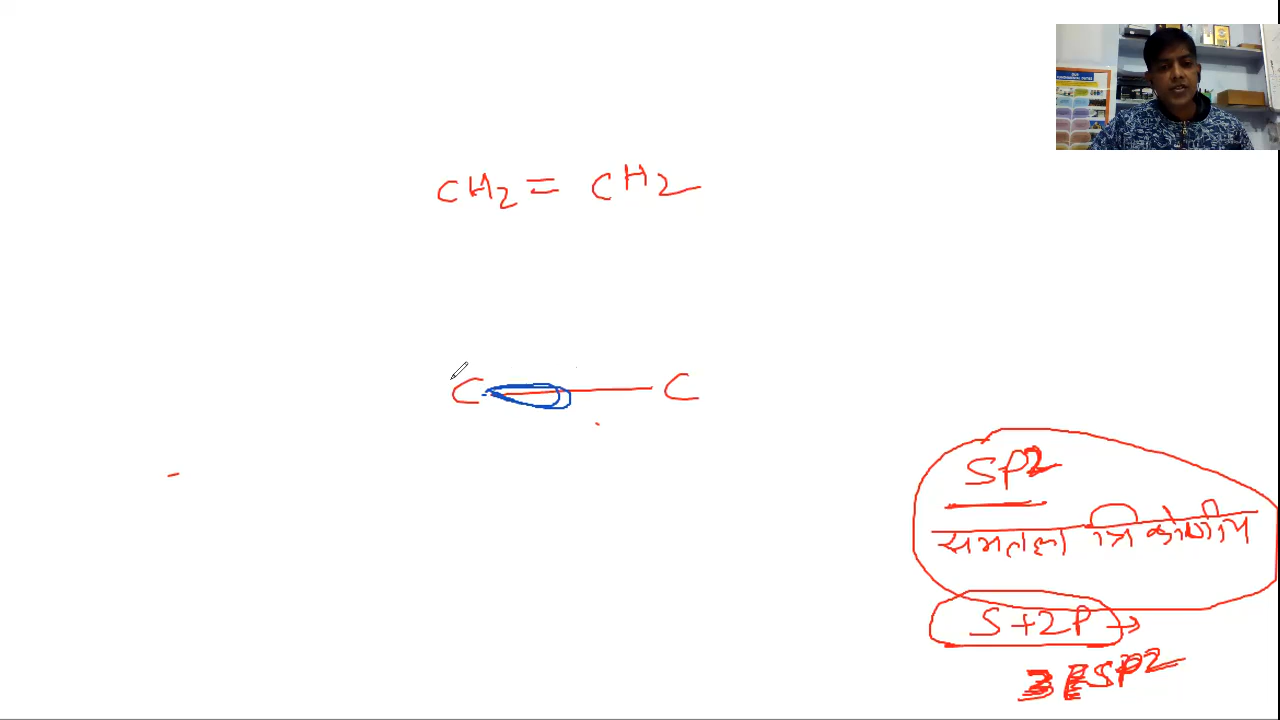 CH2 = CH2
C — C
SP2
समतल त्रिकोणीय
S+2P →
3 SP2